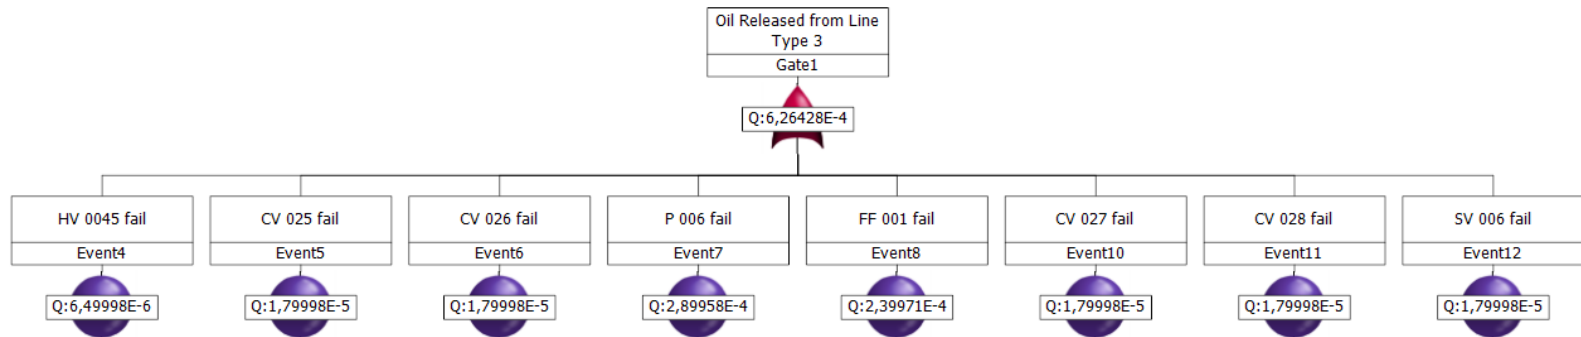 Oil Released from Line
Type 3
Gate1
Q:6,26428E-4
HV 0045 fail
CV 025 fail
CV 026 fail
P 006 fail
FF 001 fail
CV 027 fail
CV 028 fail
SV 006 fail
Event4
Event5
Event6
Event7
Event8
Event10
Event11
Event12
Q:6,49998E-6
Q:1,79998E-5
Q:1,79998E-5
Q:2,89958E-4
Q:2,39971E-4
Q:1,79998E-5
Q:1,79998E-5
Q:1,79998E-5